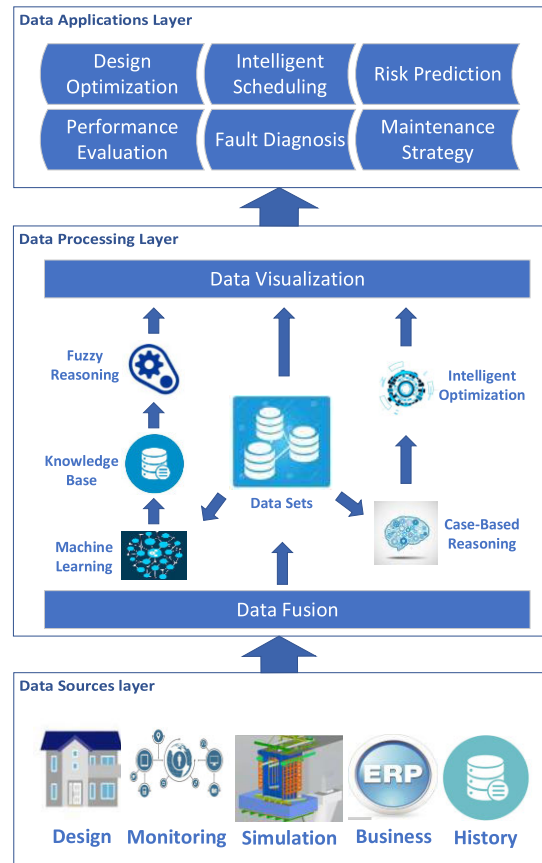 Data Applications Layer
Design
Optimization
Intelligent
Scheduling
Risk Prediction
Performance
Evaluation
Fault Diagnosis
Maintenance
Strategy
Data Processing Layer
Data Visualization
Fuzzy
Reasoning
Intelligent
Optimization
Knowledge
Base
Data Sets
Machine
Learning
Case-Based
Reasoning
Data Fusion
Data Sources layer
ERP
Design
Monitoring
Simulation
Business
History